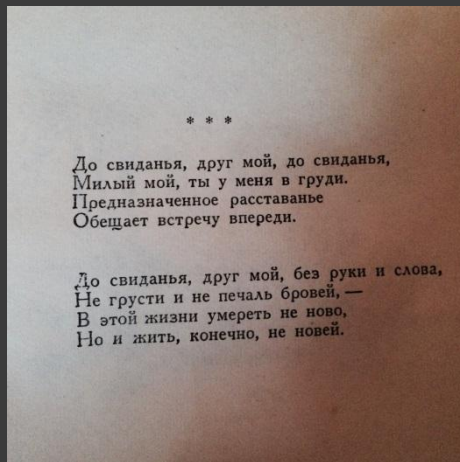 * * *
До свиданья, друг мой, до свиданья,
Милый мой, ты у меня в груди.
Предназначенное расставанье
Обещает встречу впереди.
До свиданья, друг мой, без руки и слова,
Не грусти и не печаль бровей, —
В этой жизни умереть не ново,
Но и жить, конечно, не новей.